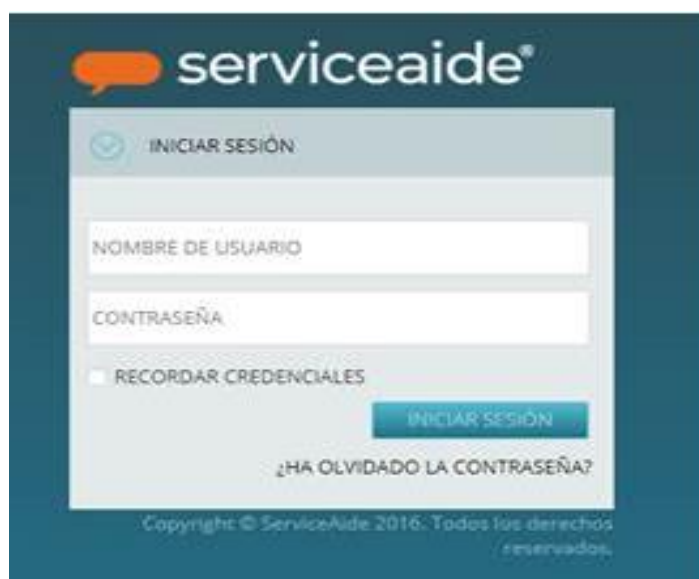 serviceaide®
INICIAR SESIÓN
NOMBRE DE USUARIO
CONTRASEÑA
RECORDAR CREDENCIALES
INICIAR SESIÓN
¿HA OLVIDADO LA CONTRASEÑA?
Copyright © ServiceAide 2016. Todos los derechos
reservados.